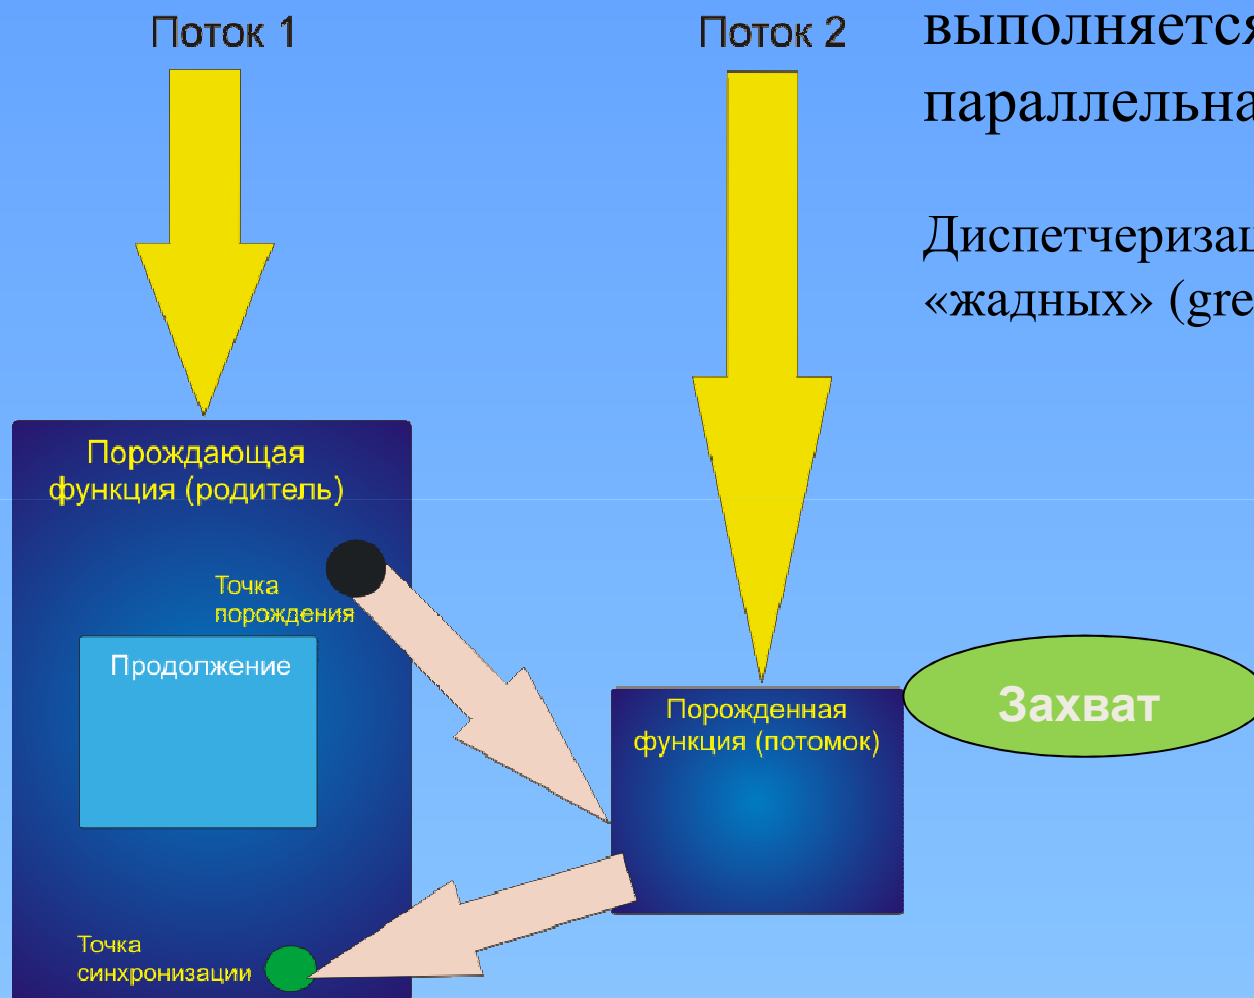 Поток 1
Поток 2
выполняется
параллельна
Диспетчериза
«жадных» (gre
Порождающая
функция (родитель)
Точка
порождения
Продолжение
Порожденная
функция (потомок)
Захват
Точка
синхронизации